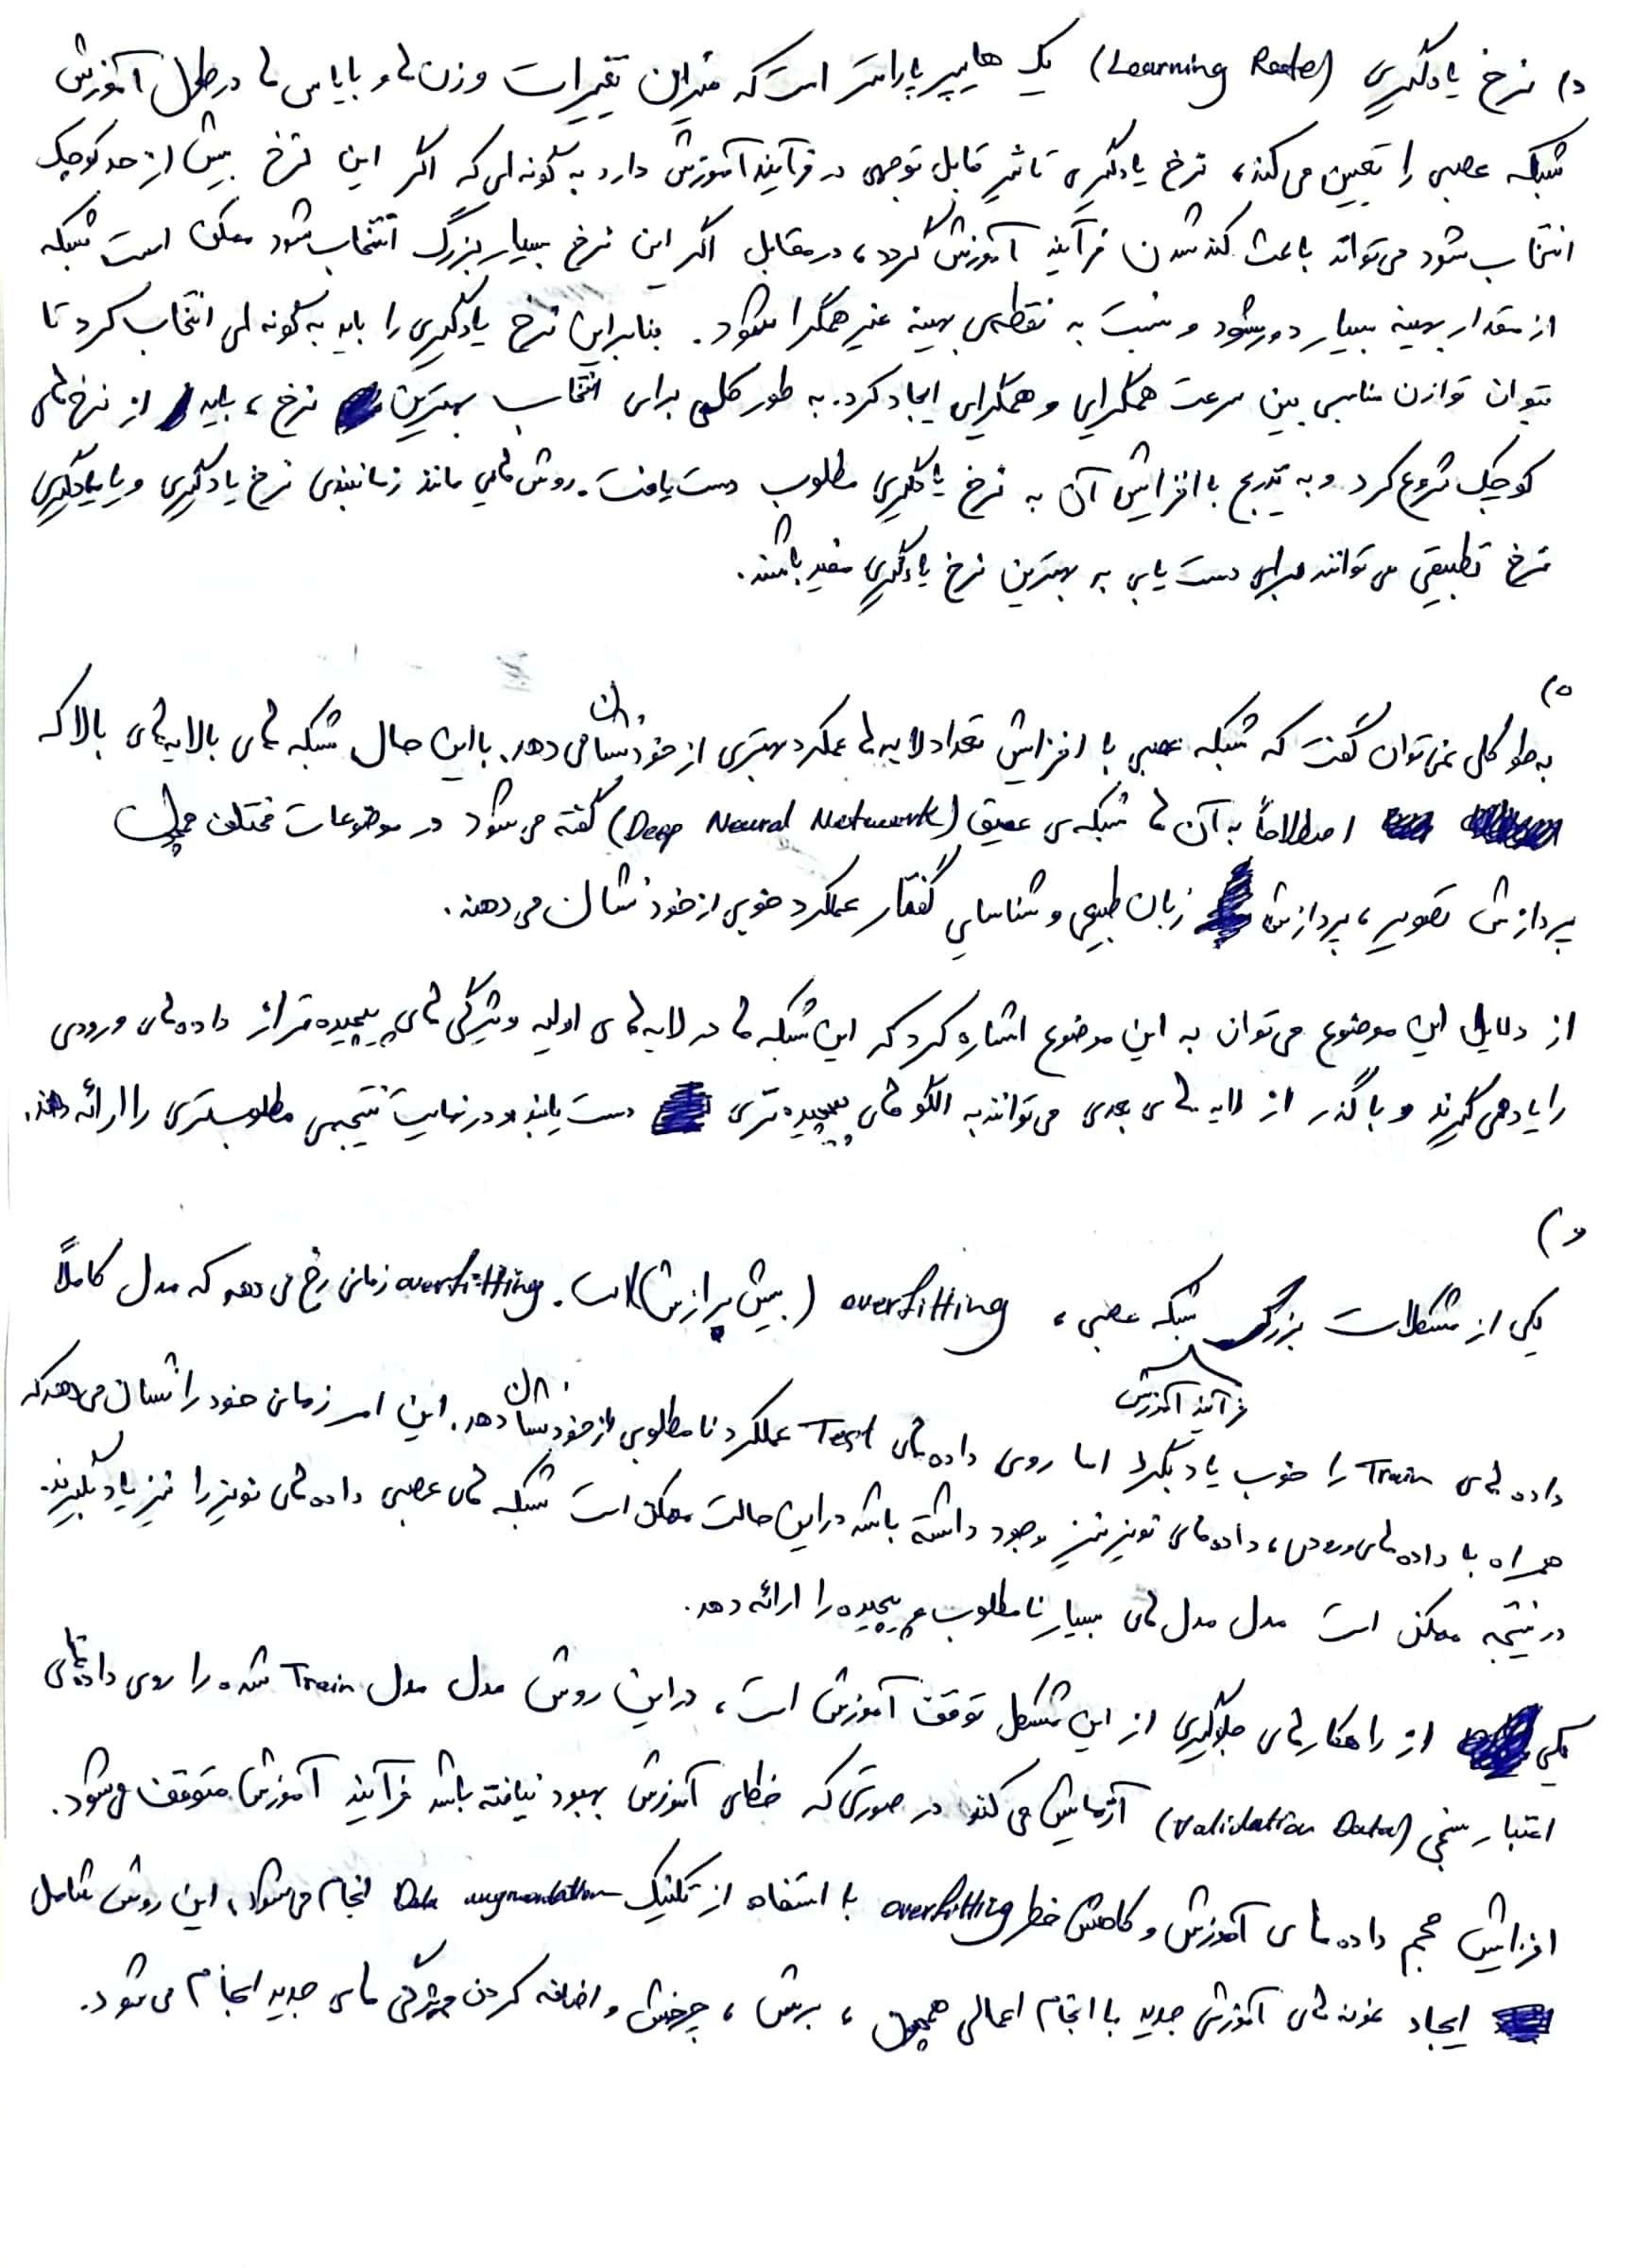 د) نرخ یادگیری (Learning Rate) یک هایپر پارامتر است که میزان تغییرات وزن ها و بایاس ها در طول آموزش
شبکه عصبی را تعیین می کند، نرخ یادگیری تاثیر قابل توجهی در فرآیند آموزش دارد به گونه ای که اگر این نرخ بیش از حد کوچک
انتخاب شود می تواند باعث کند شدن فرآیند آموزش گردد، در مقابل اگر این نرخ بسیار بزرگ انتخاب شود ممکن است شبکه
از مقدار بهینه بسیار دور شود و نسبت به نقطه ی بهینه غیر همگرا شود. بنابراین نرخ یادگیری را باید به گونه ای انتخاب کرد تا
بتوان توازن مناسبی بین سرعت همگرایی و همگرایی ایجاد کرد. به طور کلی برای انتخاب بهترین نرخ، باید از نرخ های
کوچک شروع کرد و به تدریج با افزایش آن به نرخ یادگیری مطلوب دست یافت. روش هایی مانند زمانبندی نرخ یادگیری و یا یادگیری
نرخ تطبیقی می توانند برای دست یابی به بهترین نرخ یادگیری مفید باشند.
ه)
به طور کلی نمی توان گفت که شبکه عصبی با افزایش تعداد لایه ها عملکرد بهتری از خود نشان می دهد. با این حال شبکه های با لایه های بالا که
اصطلاحاً به آن ها شبکه ی عمیق (Deep Neural Network) گفته می شود در موضوعات مختلف همچون
پردازش تصویر، پردازش زبان طبیعی و شناسایی گفتار عملکرد خوبی از خود نشان می دهند.
از دلایل این موضوع می توان به این موضوع اشاره کرد که این شبکه ها در لایه های اولیه ویژگی های پیچیده تر از داده های ورودی
را یاد می گیرند و با گذر از لایه های بعدی می توانند به الگو های پیچیده تری دست یابند و در نهایت نتیجه ی مطلوبتری را ارائه دهند.
و)
یکی از مشکلات بزرگ فرآیند آموزش شبکه عصبی، overfitting (بیش پردازش) است. overfitting زمانی رخ می دهد که مدل کاملاً
داده های Train را خوب یاد بگیرد اما روی داده های Test عملکرد نامطلوبی از خود نشان دهد. این امر زمانی خود را نشان می دهد که
همراه با داده های ورودی، داده های نویز نیز وجود داشته باشد در این حالت ممکن است شبکه های عصبی داده های نویز را نیز یاد بگیرند.
در نتیجه ممکن است مدل مدل های بسیار نامطلوب و پیچیده را ارائه دهد.
یکی از راهکارهای جلوگیری از این مشکل توقف آموزش است، در این روش مدل مدل Train شده را روی داده های
اعتبار سنجی (Validation Data) آزمایش می کند در صورتی که خطای آموزش بهبود نیافته باشد فرآیند آموزش متوقف می شود.
افزایش حجم داده های آموزش و کاهش خطر overfitting با استفاده از تکنیک Data augmentation انجام می شود، این روش شامل
ایجاد نمونه های آموزش جدید با انجام اعمالی همچون، برش، چرخش و اضافه کردن ویژگی های جدید انجام می شود.